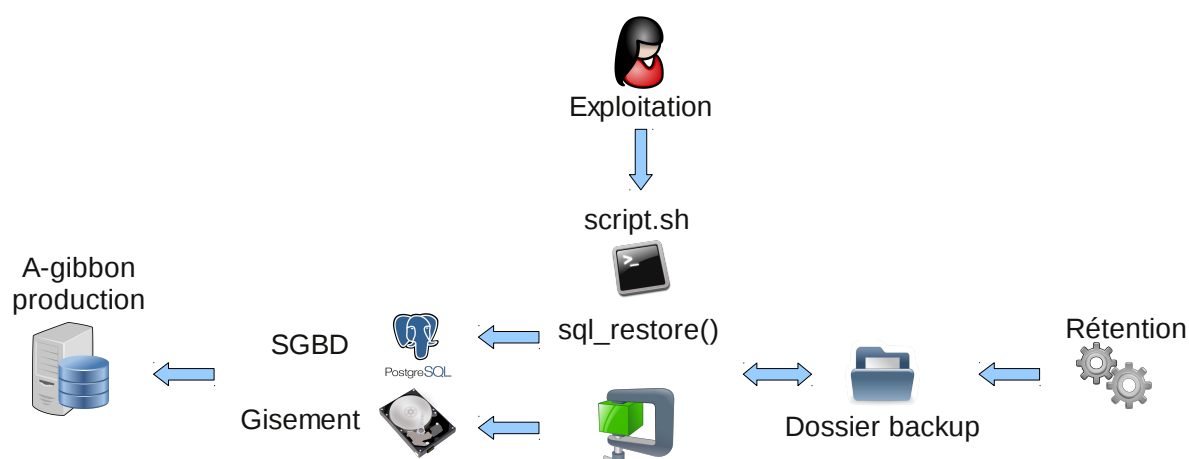 Exploitation
script.sh
A-gibbon
production
sql_restore()
Rétention
SGBD
PostgreSQL
Gisement
Dossier backup